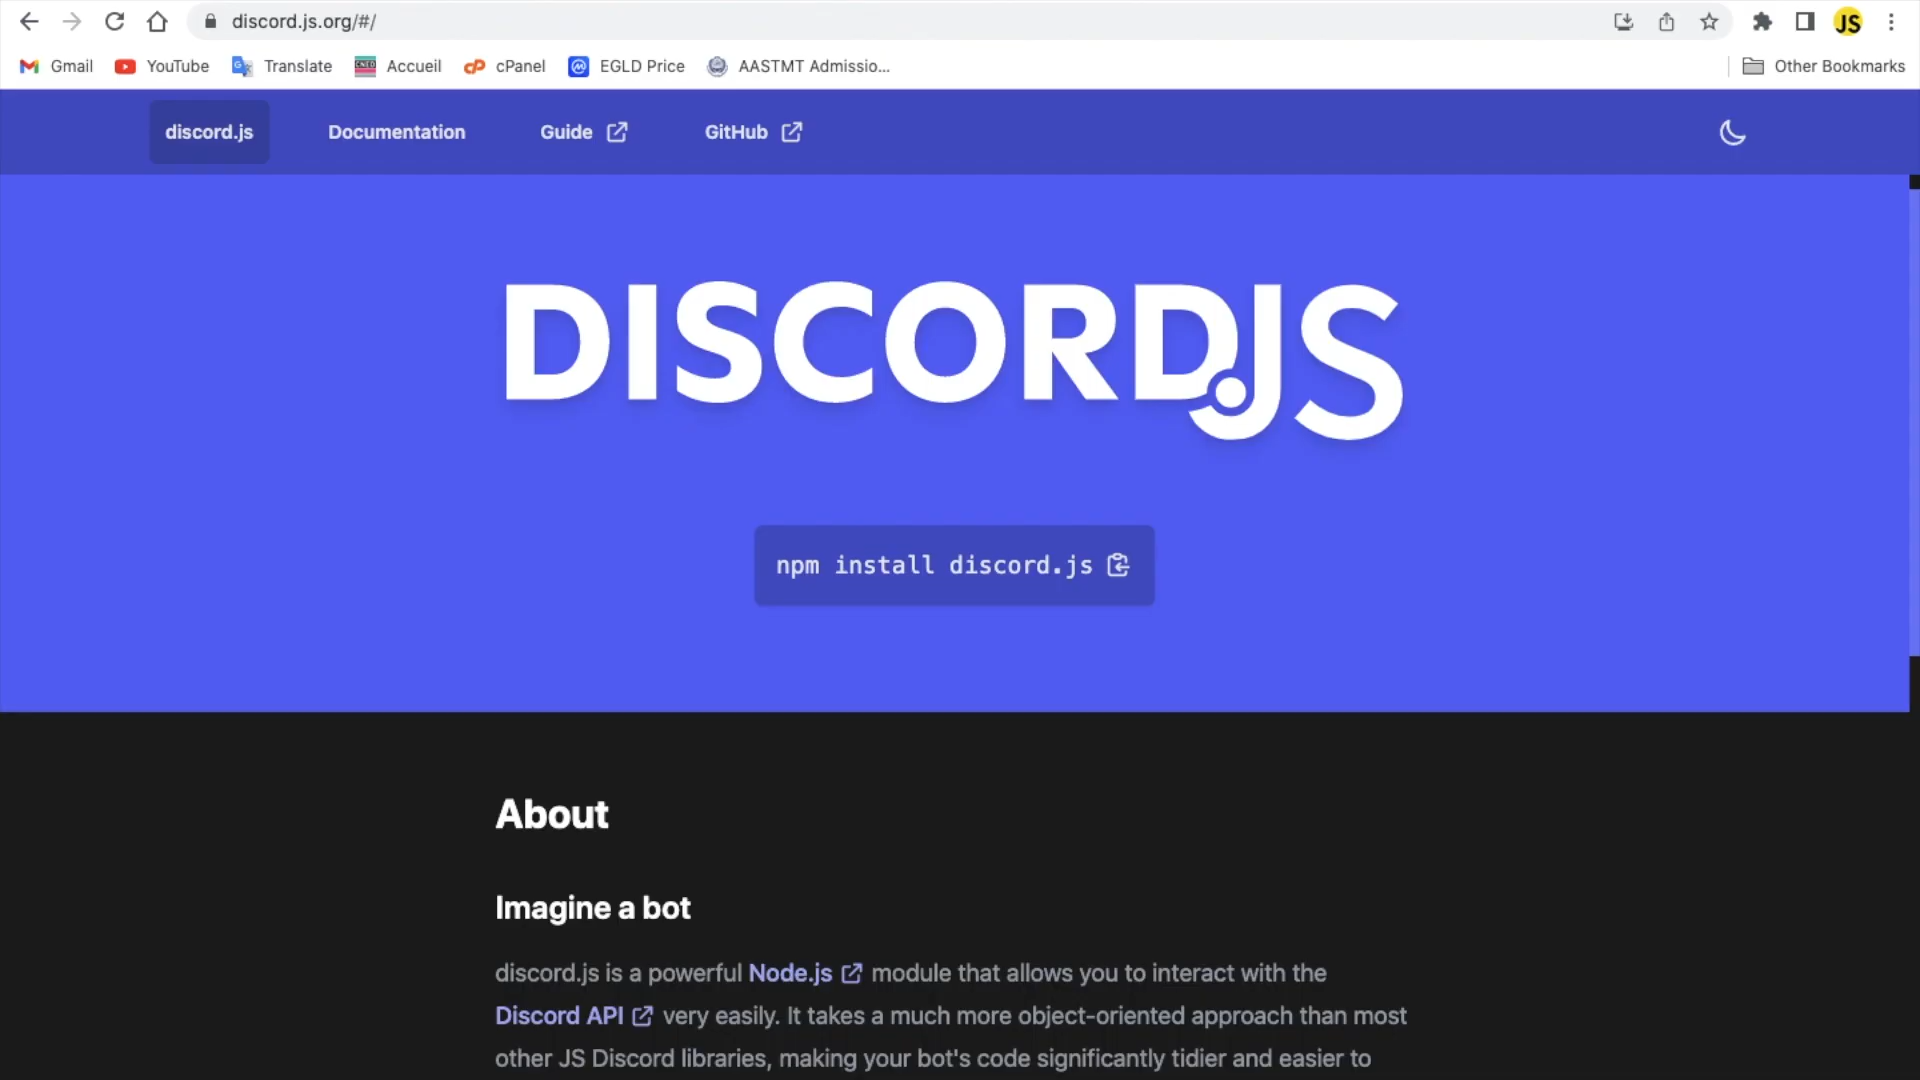 discord.js.org/#/
JS
Gmail YouTube Translate Accueil cPanel EGLD Price AASTMT Admissio... Other Bookmarks
discord.js Documentation Guide GitHub
DISCORD.JS
npm install discord.js
About
Imagine a bot
discord.js is a powerful Node.js module that allows you to interact with the
Discord API very easily. It takes a much more object-oriented approach than most
other JS Discord libraries, making your bot's code significantly tidier and easier to